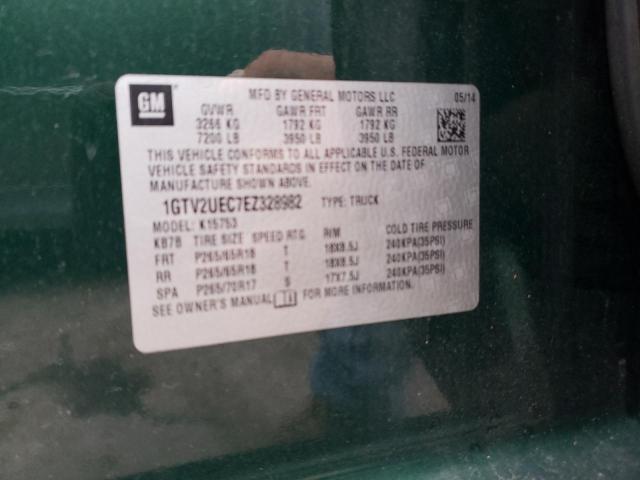 GM
MFD BY GENERAL MOTORS LLC 05/14
GVWR GAWR FRT GAWR RR
3266 KG 1792 KG 1792 KG
7200 LB 3950 LB 3950 LB
THIS VEHICLE CONFORMS TO ALL APPLICABLE U.S. FEDERAL MOTOR
VEHICLE SAFETY STANDARDS IN EFFECT ON THE DATE OF
MANUFACTURE SHOWN ABOVE.
1GTV2UEC7EZ328982 TYPE: TRUCK
MODEL: K15753
KB7B TIRE SIZE SPEED RTG RIM COLD TIRE PRESSURE
FRT P265/65R18 T 18X8.5J 240KPA(35PSI)
RR P265/65R18 T 18X8.5J 240KPA(35PSI)
SPA P265/70R17 S 17X7.5J 240KPA(35PSI)
SEE OWNER'S MANUAL FOR MORE INFORMATION.